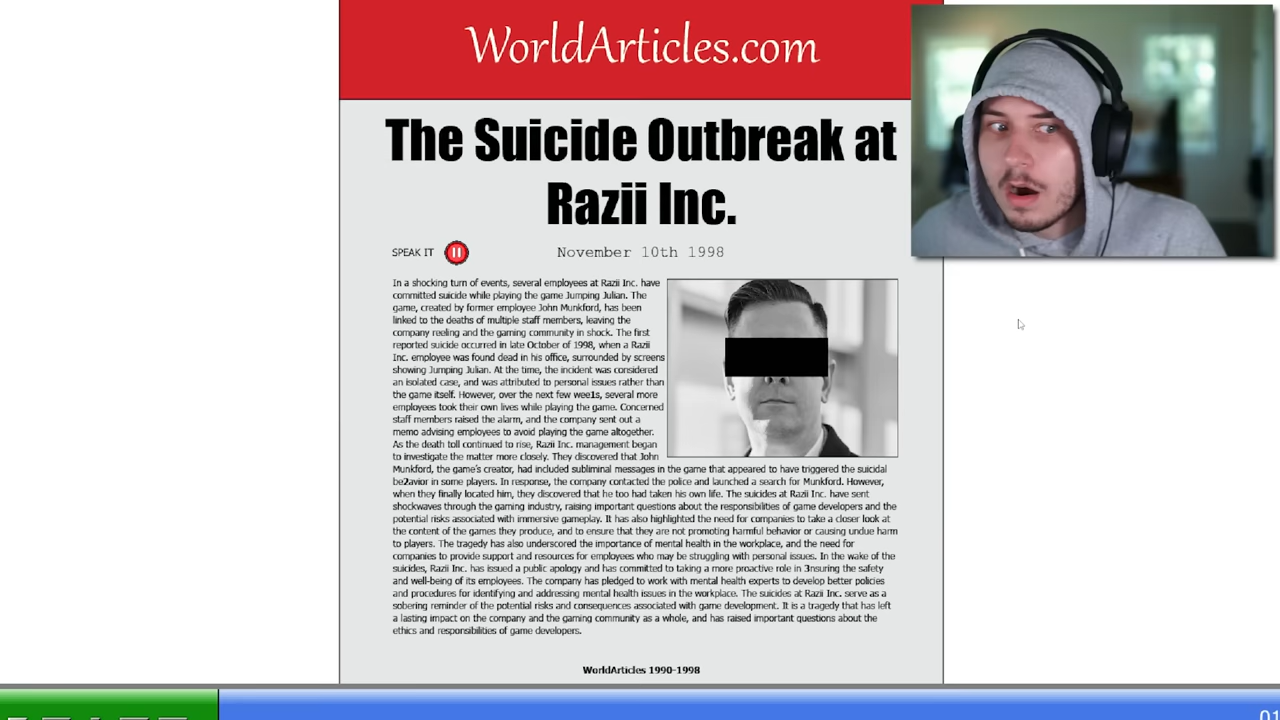 WorldArticles.com
The Suicide Outbreak at
Razii Inc.
SPEAK IT
November 10th 1998
In a shocking turn of events, several employees at Razii Inc. have
committed suicide while playing the game Jumping Julian. The
game, created by former employee John Munkford, has been
linked to the deaths of multiple staff members, leaving the
company reeling and the gaming community in shock. The first
reported suicide occurred in late October of 1998, when a Razii
Inc. employee was found dead in his office, surrounded by screens
showing Jumping Julian. At the time, the incident was considered
an isolated case, and was attributed to personal issues rather than
the game itself. However, over the next few wee1s, several more
employees took their own lives while playing the game. Concerned
staff members raised the alarm, and the company sent out a
memo advising employees to avoid playing the game altogether.
As the death toll continued to rise, Razii Inc. management began
to investigate the matter more closely. They discovered that John
Munkford, the game's creator, had included subliminal messages in the game that appeared to have triggered the suicidal
be2avior in some players. In response, the company contacted the police and launched a search for Munkford. However,
when they finally located him, they discovered that he too had taken his own life. The suicides at Razii Inc. have sent
shockwaves through the gaming industry, raising important questions about the responsibilities of game developers and the
potential risks associated with immersive gameplay. It has also highlighted the need for companies to take a closer look at
the content of the games they produce, and to ensure that they are not promoting harmful behavior or causing undue harm
to players. The tragedy has also underscored the importance of mental health in the workplace, and the need for
companies to provide support and resources for employees who may be struggling with personal issues. In the wake of the
suicides, Razii Inc. has issued a public apology and has committed to taking a more proactive role in 3nsuring the safety
and well-being of its employees. The company has pledged to work with mental health experts to develop better policies
and procedures for identifying and addressing mental health issues in the workplace. The suicides at Razii Inc. serve as a
sobering reminder of the potential risks and consequences associated with game development. It is a tragedy that has left
a lasting impact on the company and the gaming community as a whole, and has raised important questions about the
ethics and responsibilities of game developers.
WorldArticles 1990-1998